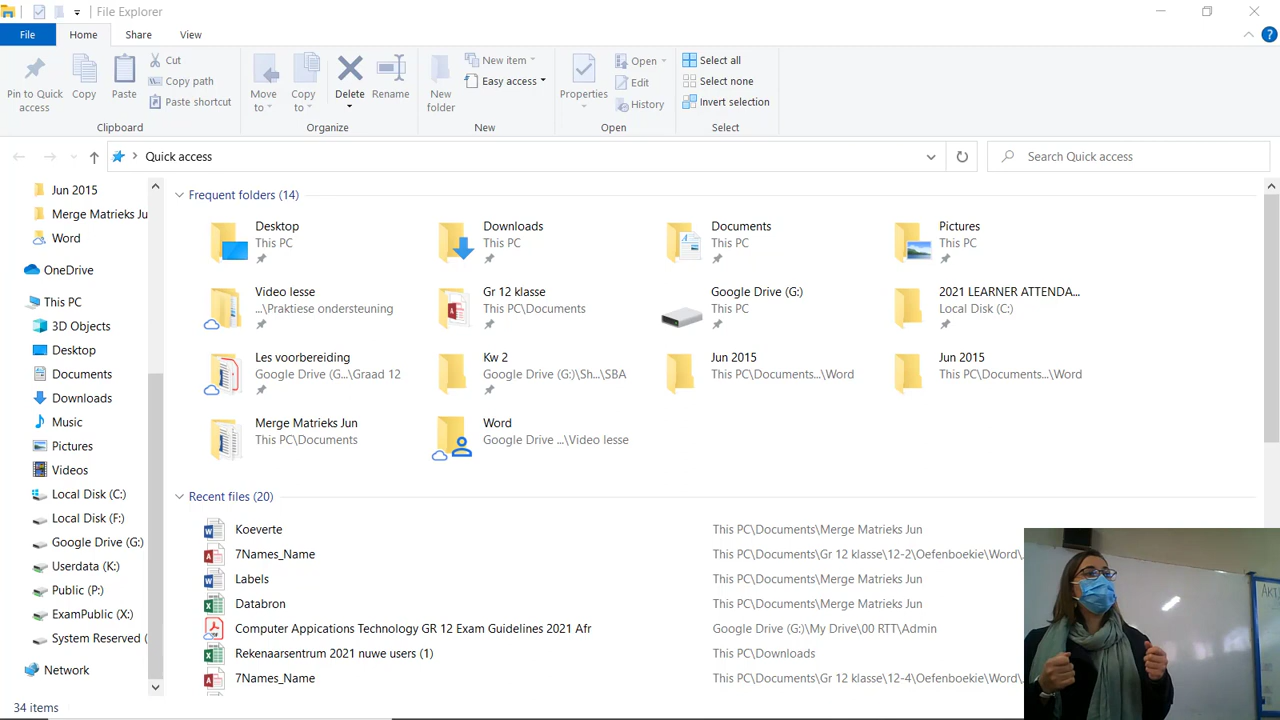 File Explorer
File Home Share View
Pin to Quick access
Copy
Paste
Cut
Copy path
Paste shortcut
Clipboard
Move to
Copy to
Delete
Rename
Organize
New folder
New item
Easy access
New
Properties
Open
Edit
History
Open
Select all
Select none
Invert selection
Select
Quick access
Search Quick access
Jun 2015
Merge Matrieks Ju
Word
OneDrive
This PC
3D Objects
Desktop
Documents
Downloads
Music
Pictures
Videos
Local Disk (C:)
Local Disk (F:)
Google Drive (G:)
Userdata (K:)
Public (P:)
ExamPublic (X:)
System Reserved (
Network
Frequent folders (14)
Desktop
This PC
Downloads
This PC
Documents
This PC
Pictures
This PC
Video lesse
...\Praktiese ondersteuning
Gr 12 klasse
This PC\Documents
Google Drive (G:)
This PC
2021 LEARNER ATTENDA...
Local Disk (C:)
Les voorbereiding
Google Drive (G...\Graad 12
Kw 2
Google Drive (G:)\Sh...\SBA
Jun 2015
This PC\Documents...\Word
Jun 2015
This PC\Documents...\Word
Merge Matrieks Jun
This PC\Documents
Word
Google Drive ...\Video lesse
Recent files (20)
Koeverte This PC\Documents\Merge Matrieks Jun
7Names_Name This PC\Documents\Gr 12 klasse\12-2\Oefenboekie\Word\
Labels This PC\Documents\Merge Matrieks Jun
Databron This PC\Documents\Merge Matrieks Jun
Computer Appications Technology GR 12 Exam Guidelines 2021 Afr Google Drive (G:)\My Drive\00 RTT\Admin
Rekenaarsentrum 2021 nuwe users (1) This PC\Downloads
7Names_Name This PC\Documents\Gr 12 klasse\12-4\Oefenboekie\Word\
34 items